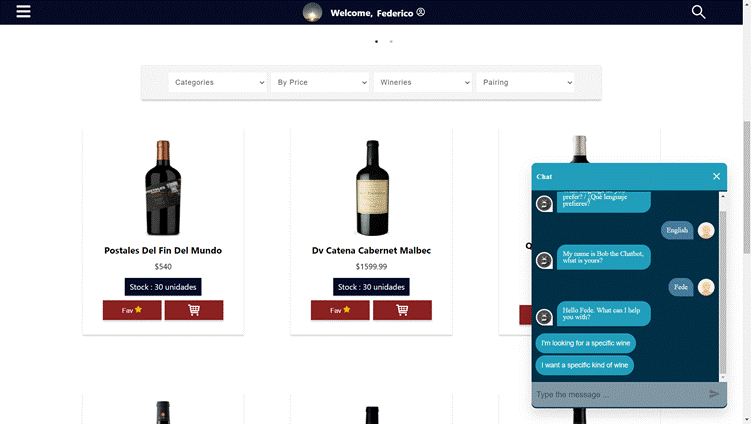 Welcome, Federico
Categories
By Price
Wineries
Pairing
Postales Del Fin Del Mundo
$540
Stock : 30 unidades
Fav
Dv Catena Cabernet Malbec
$1599.99
Stock : 30 unidades
Fav
Chat
prefer? / ¿Qué lenguaje
prefieres?
English
My name is Bob the Chatbot,
what is yours?
Fede
Hello Fede. What can I help
you with?
I'm looking for a specific wine
I want a specific kind of wine
Type the message ...